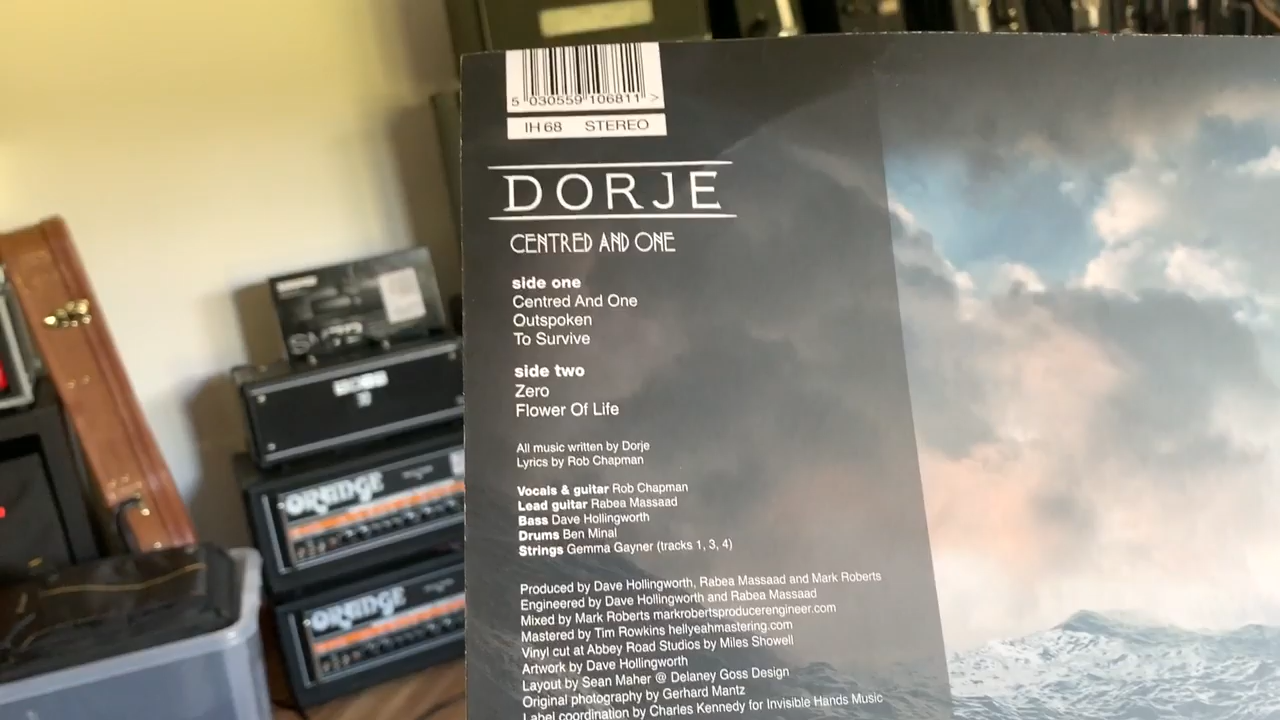 5 030559 106811 >
IH 68 STEREO
DORJE
CENTRED AND ONE
side one
Centred And One
Outspoken
To Survive
side two
Zero
Flower Of Life
All music written by Dorje
Lyrics by Rob Chapman
Vocals & guitar Rob Chapman
Lead guitar Rabea Massaad
Bass Dave Hollingworth
Drums Ben Minal
Strings Gemma Gayner (tracks 1, 3, 4)
Produced by Dave Hollingworth, Rabea Massaad and Mark Roberts
Engineered by Dave Hollingworth and Rabea Massaad
Mixed by Mark Roberts markrobertsproducerengineer.com
Mastered by Tim Rowkins hellyeahmastering.com
Vinyl cut at Abbey Road Studios by Miles Showell
Artwork by Dave Hollingworth
Layout by Sean Maher @ Delaney Goss Design
Original photography by Gerhard Mantz
Label coordination by Charles Kennedy for Invisible Hands Music
ORANGE
ORANGE